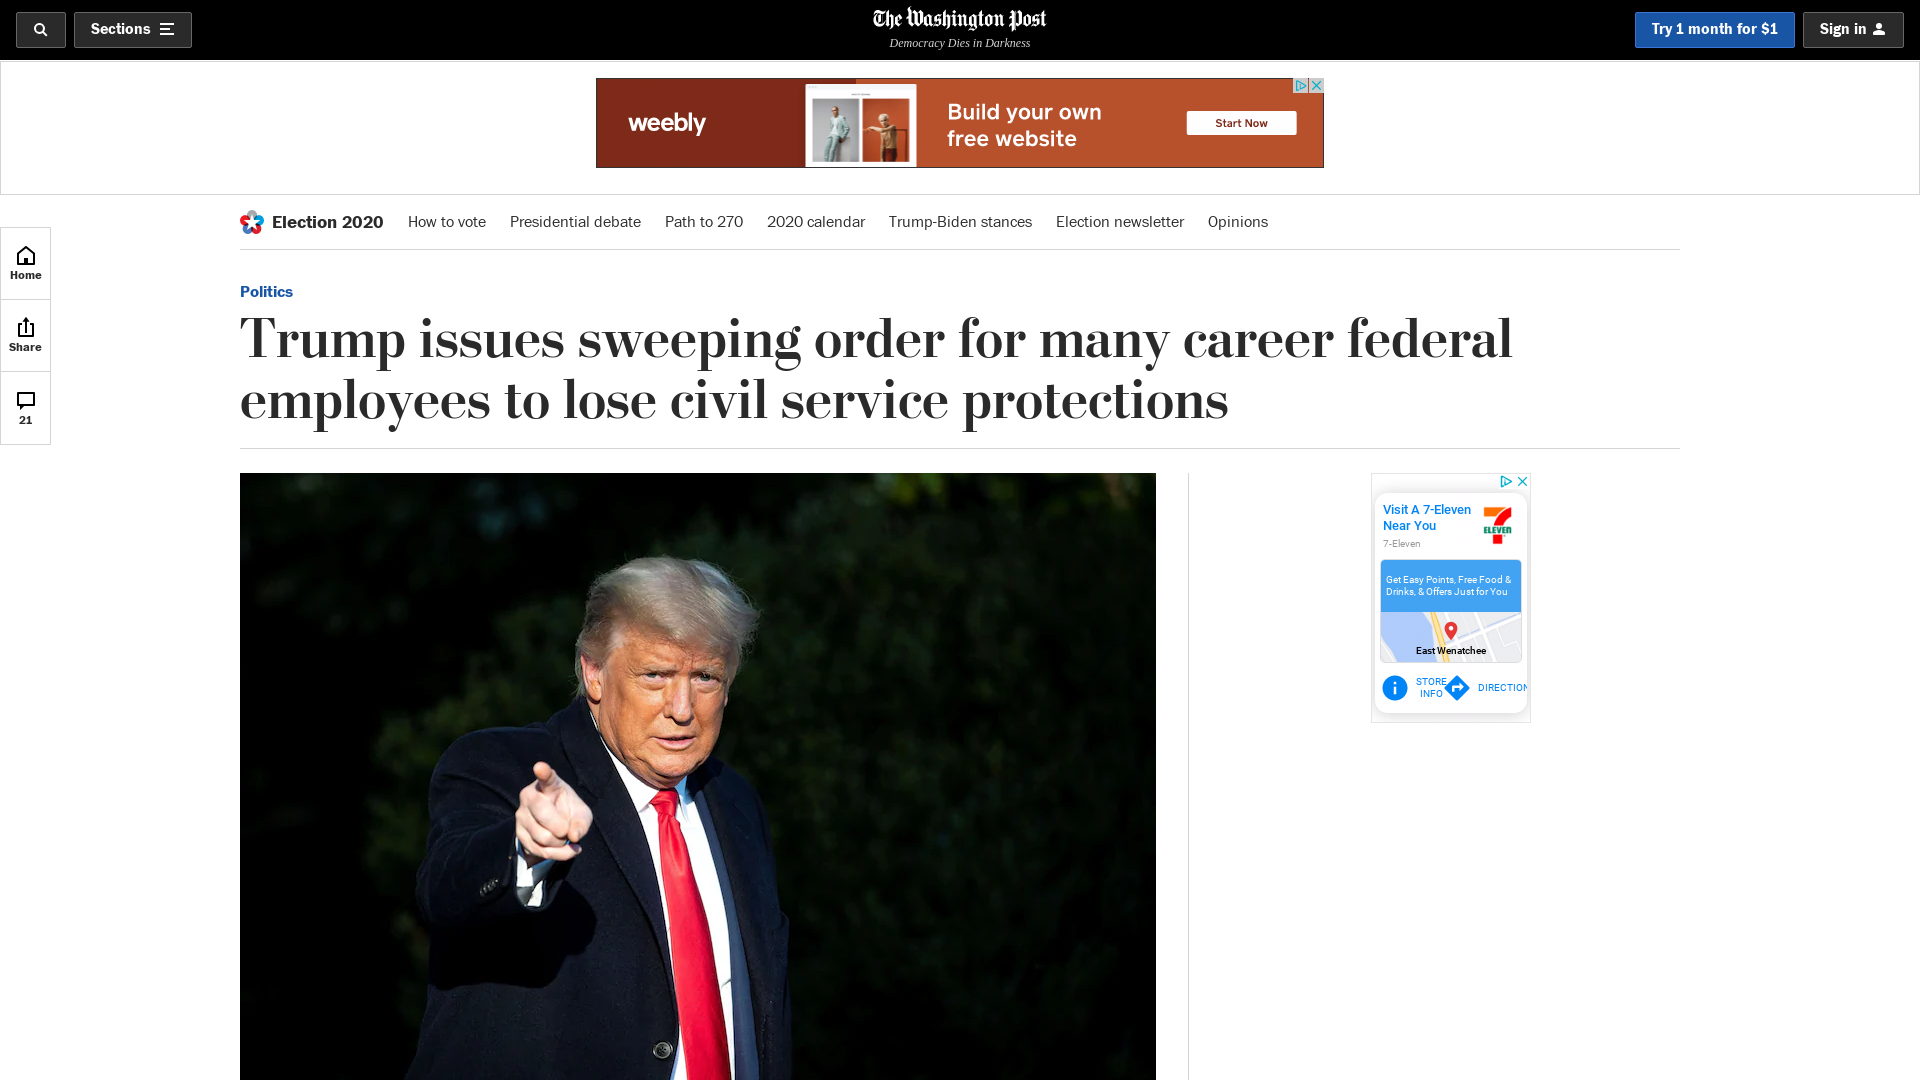 Sections
The Washington Post
Democracy Dies in Darkness
Try 1 month for $1
Sign in
weebly
Build your own
free website
Start Now
Election 2020
How to vote
Presidential debate
Path to 270
2020 calendar
Trump-Biden stances
Election newsletter
Opinions
Home
Share
21
Politics
Trump issues sweeping order for many career federal
employees to lose civil service protections
Visit A 7-Eleven
Near You
7-Eleven
ELEVEN
Get Easy Points, Free Food &
Drinks, & Offers Just for You
East Wenatchee
STORE
INFO
DIRECTION